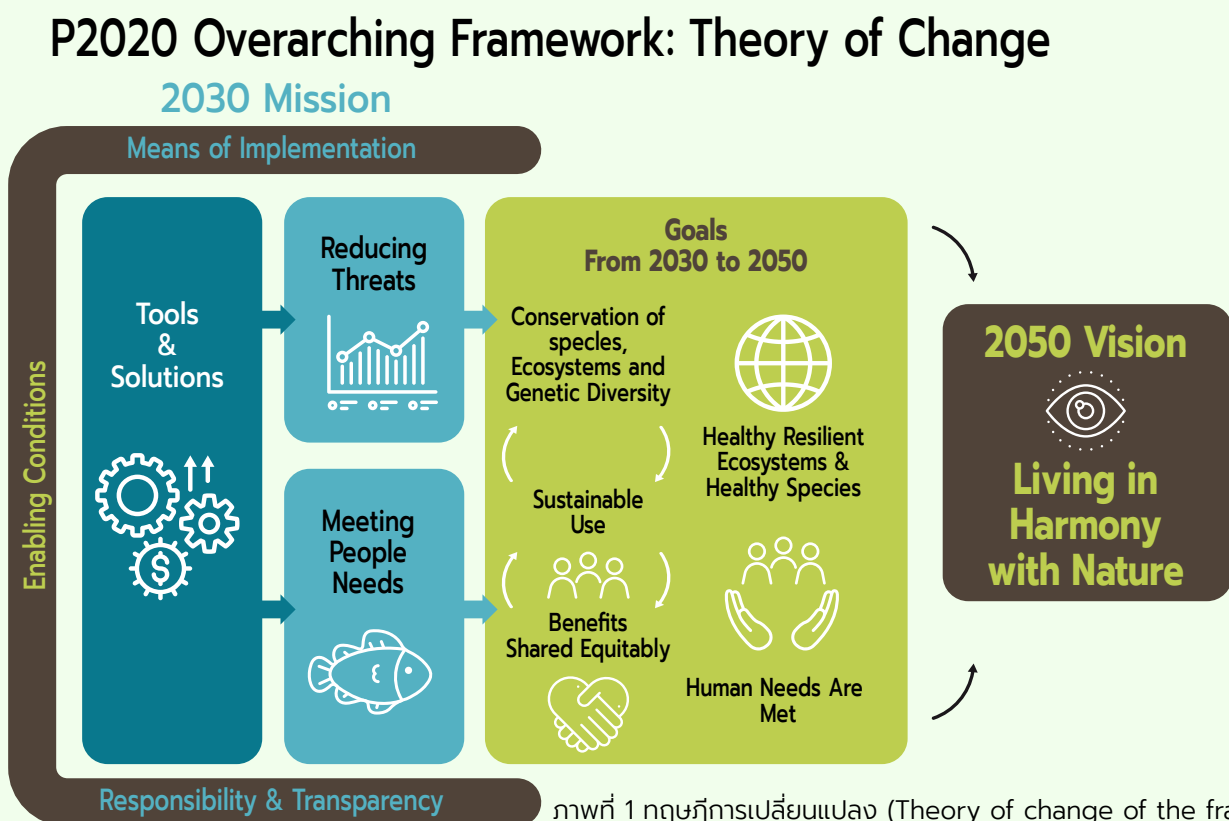 P2020 Overarching Framework: Theory of Change
2030 Mission
Means of Implementation
Enabling Conditions
Tools
&
Solutions
Reducing
Threats
Meeting
People
Needs
Goals
From 2030 to 2050
Conservation of
specles,
Ecosystems and
Genetic Diversity
Sustainable
Use
Benefits
Shared Equitably
Healthy Resilient
Ecosystems &
Healthy Species
Human Needs Are
Met
2050 Vision
Living in
Harmony
with Nature
Responsibility & Transparency
ภาพที่ 1 ทฤษฎีการเปลี่ยนแปลง (Theory of change of the fra